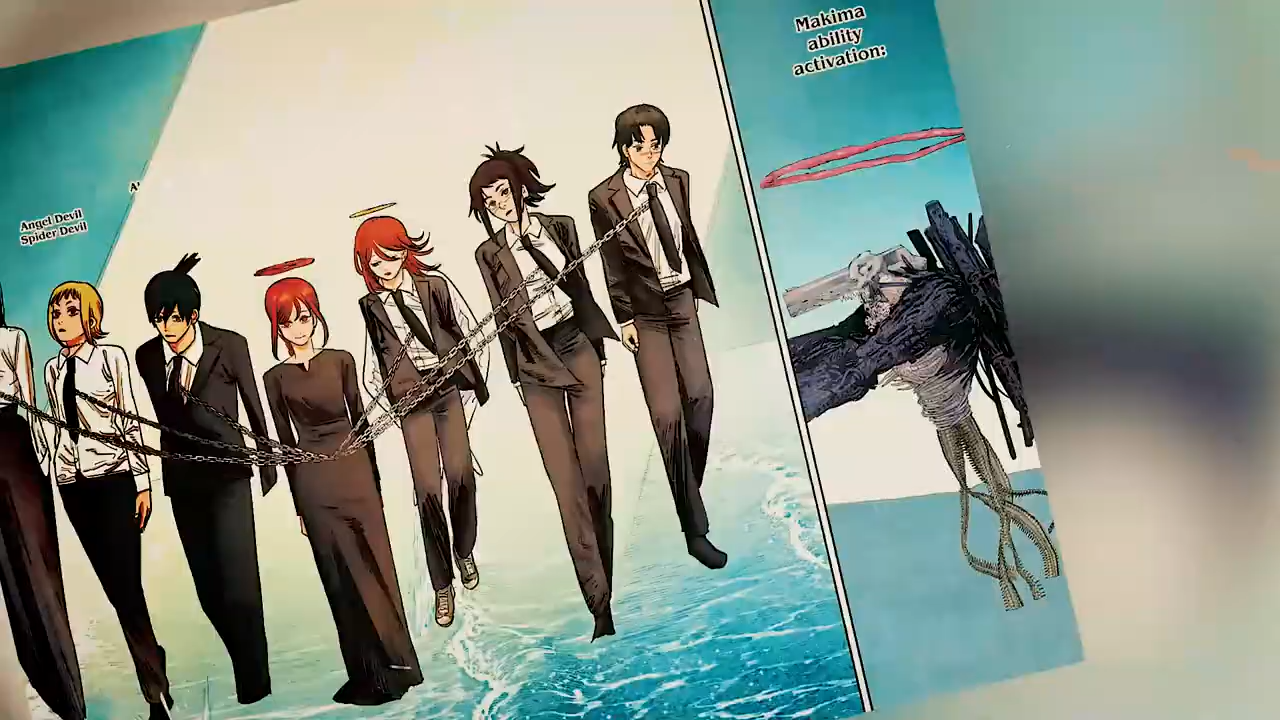 Angel Devil
Spider Devil
Makima
ability
activation: